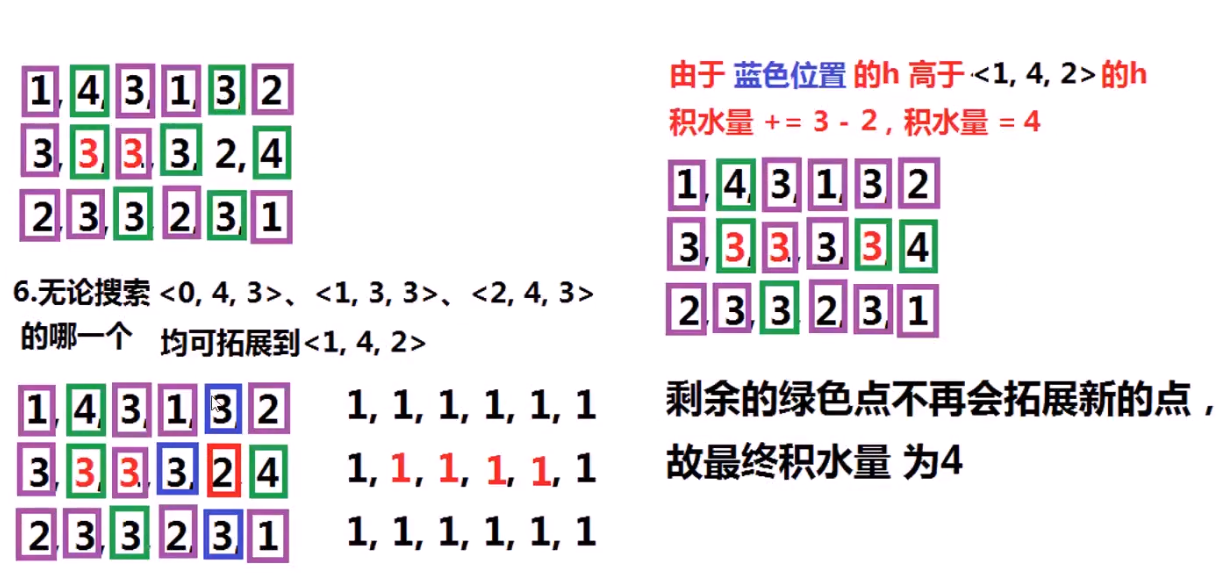 1, 4, 3, 1, 3, 2
3, 3, 3, 3, 2, 4
2, 3, 3, 2, 3, 1
6.无论搜索 <0, 4, 3>、<1, 3, 3>、<2, 4, 3>
的哪一个 均可拓展到<1, 4, 2>
1, 4, 3, 1, 3, 2
3, 3, 3, 3, 2, 4
2, 3, 3, 2, 3, 1
1, 1, 1, 1, 1, 1
1, 1, 1, 1, 1, 1
1, 1, 1, 1, 1, 1
由于 蓝色位置 的h 高于 <1, 4, 2> 的h
积水量 += 3 - 2 , 积水量 = 4
1, 4, 3, 1, 3, 2
3, 3, 3, 3, 3, 4
2, 3, 3, 2, 3, 1
剩余的绿色点不再会拓展新的点，
故最终积水量 为4